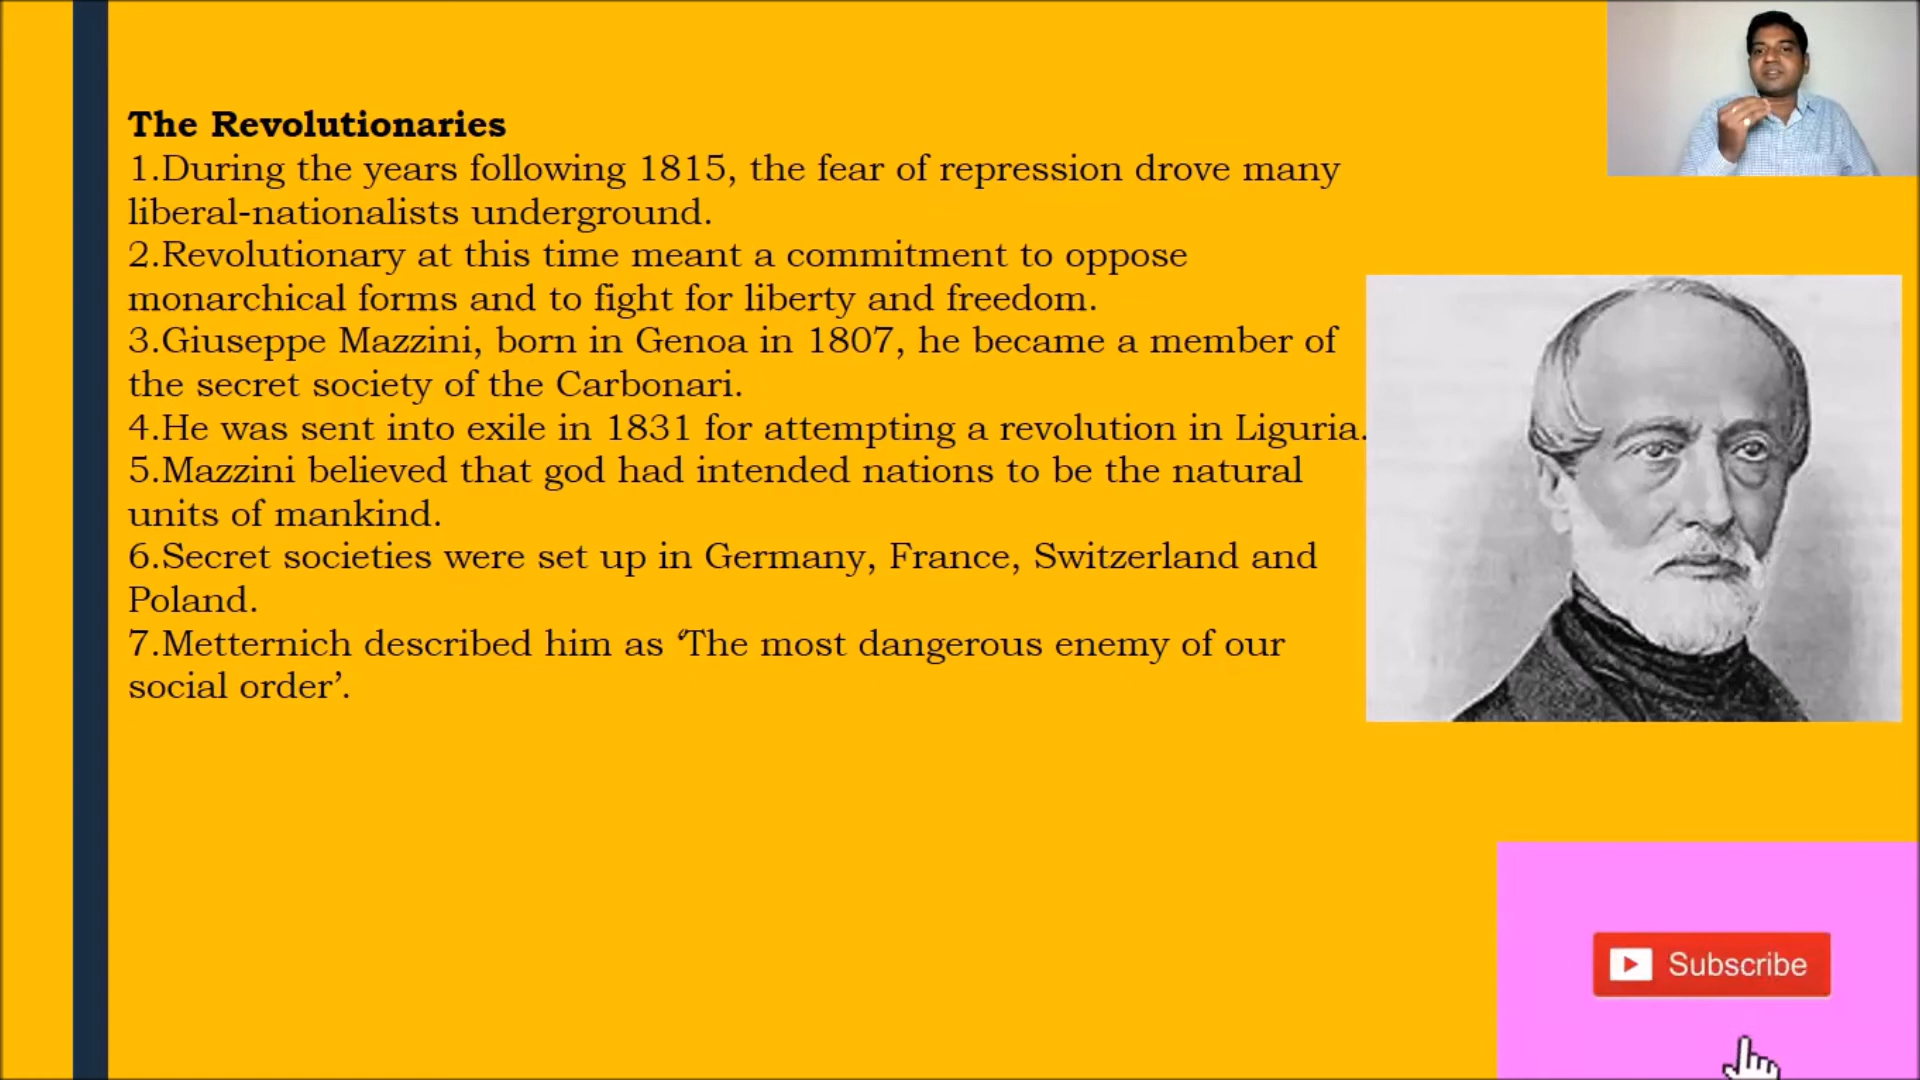 The Revolutionaries
1.During the years following 1815, the fear of repression drove many
liberal-nationalists underground.
2.Revolutionary at this time meant a commitment to oppose
monarchical forms and to fight for liberty and freedom.
3.Giuseppe Mazzini, born in Genoa in 1807, he became a member of
the secret society of the Carbonari.
4.He was sent into exile in 1831 for attempting a revolution in Liguria.
5.Mazzini believed that god had intended nations to be the natural
units of mankind.
6.Secret societies were set up in Germany, France, Switzerland and
Poland.
7.Metternich described him as ‘The most dangerous enemy of our
social order’.
Subscribe